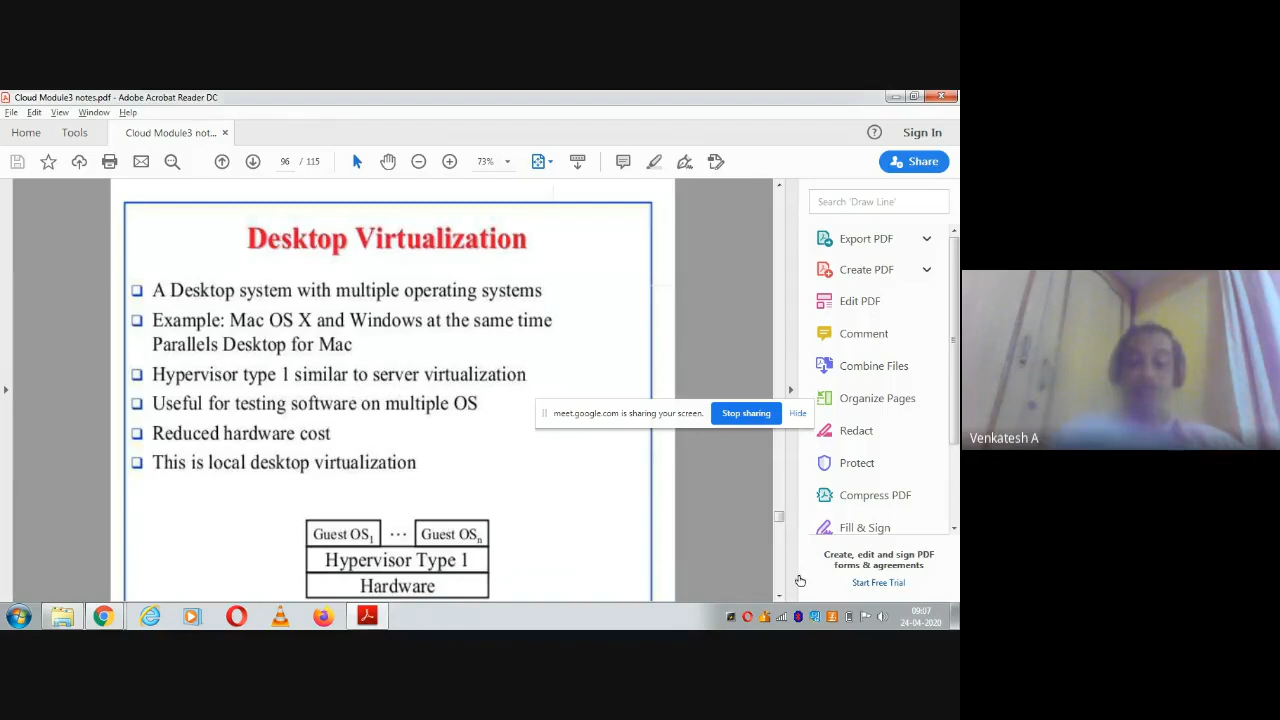 Cloud Module3 notes.pdf - Adobe Acrobat Reader DC
File Edit View Window Help
Home Tools Cloud Module3 not... × Sign In
96 / 115 73% Share
Search 'Draw Line'
Desktop Virtualization
A Desktop system with multiple operating systems
Example: Mac OS X and Windows at the same time
Parallels Desktop for Mac
Hypervisor type 1 similar to server virtualization
Useful for testing software on multiple OS
Reduced hardware cost
This is local desktop virtualization
Guest OS1 ... Guest OSn
Hypervisor Type 1
Hardware
meet.google.com is sharing your screen. Stop sharing Hide
Export PDF
Create PDF
Edit PDF
Comment
Combine Files
Organize Pages
Redact
Protect
Compress PDF
Fill & Sign
Create, edit and sign PDF
forms & agreements
Start Free Trial
Venkatesh A
09:07
24-04-2020